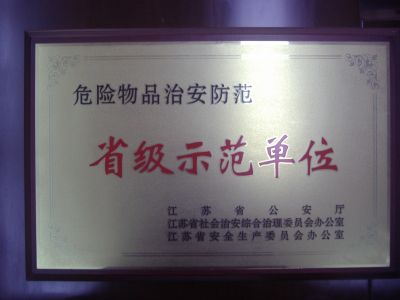 危险物品治安防范
省级示范单位
江苏省公安厅
江苏省社会治安综合治理委员会办公室
江苏省安全生产委员会办公室